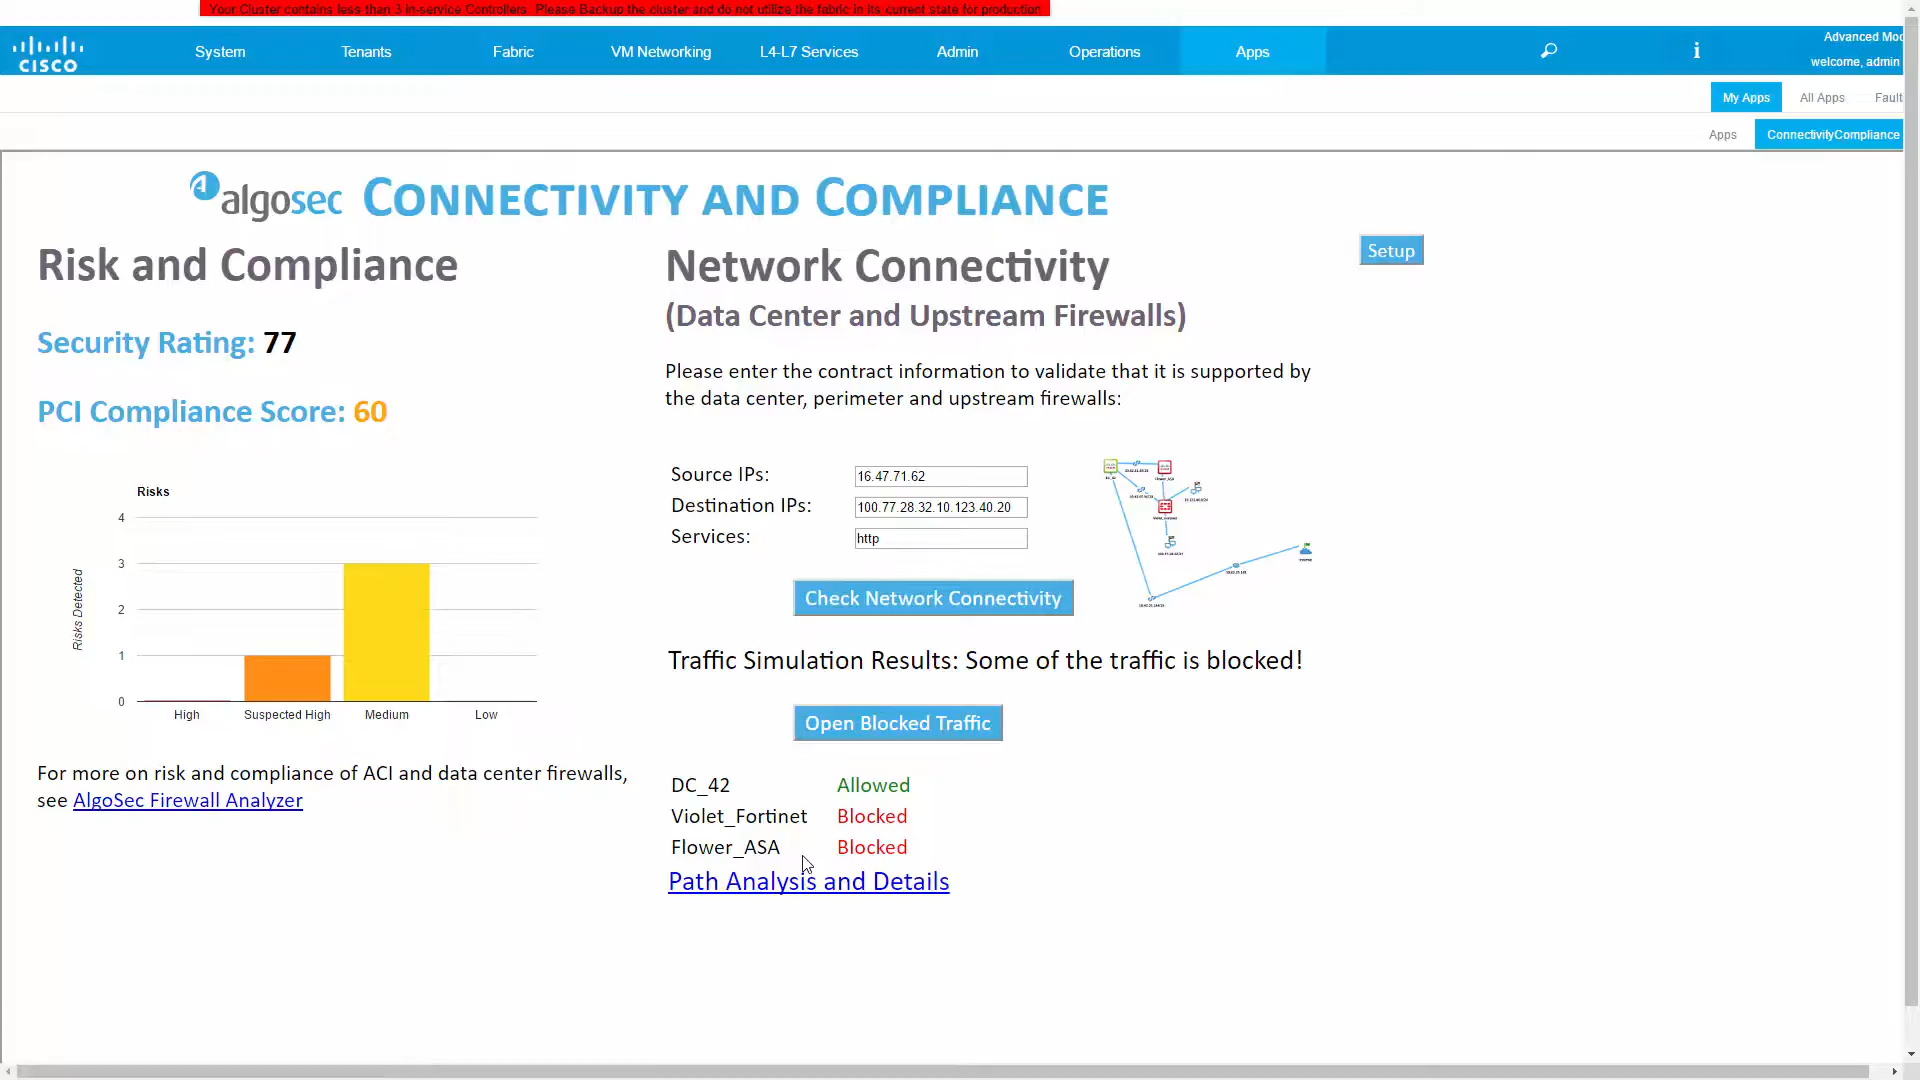 Your Cluster contains less than 3 in-service Controllers. Please Backup the cluster and do not utilize the fabric in its current state for production
CISCO
System
Tenants
Fabric
VM Networking
L4-L7 Services
Admin
Operations
Apps
i
Advanced Mod
welcome, admin
My Apps
All Apps
Fault
Apps
ConnectivityCompliance
algosec
CONNECTIVITY AND COMPLIANCE
Risk and Compliance
Security Rating: 77
PCI Compliance Score: 60
Risks
4
3
2
1
0
Risks Detected
High
Suspected High
Medium
Low
For more on risk and compliance of ACI and data center firewalls,
see AlgoSec Firewall Analyzer
Network Connectivity
(Data Center and Upstream Firewalls)
Setup
Please enter the contract information to validate that it is supported by
the data center, perimeter and upstream firewalls:
Source IPs:
16.47.71.62
Destination IPs:
100.77.28.32.10.123.40.20
Services:
http
Check Network Connectivity
Traffic Simulation Results: Some of the traffic is blocked!
Open Blocked Traffic
DC_42
Allowed
Violet_Fortinet
Blocked
Flower_ASA
Blocked
Path Analysis and Details